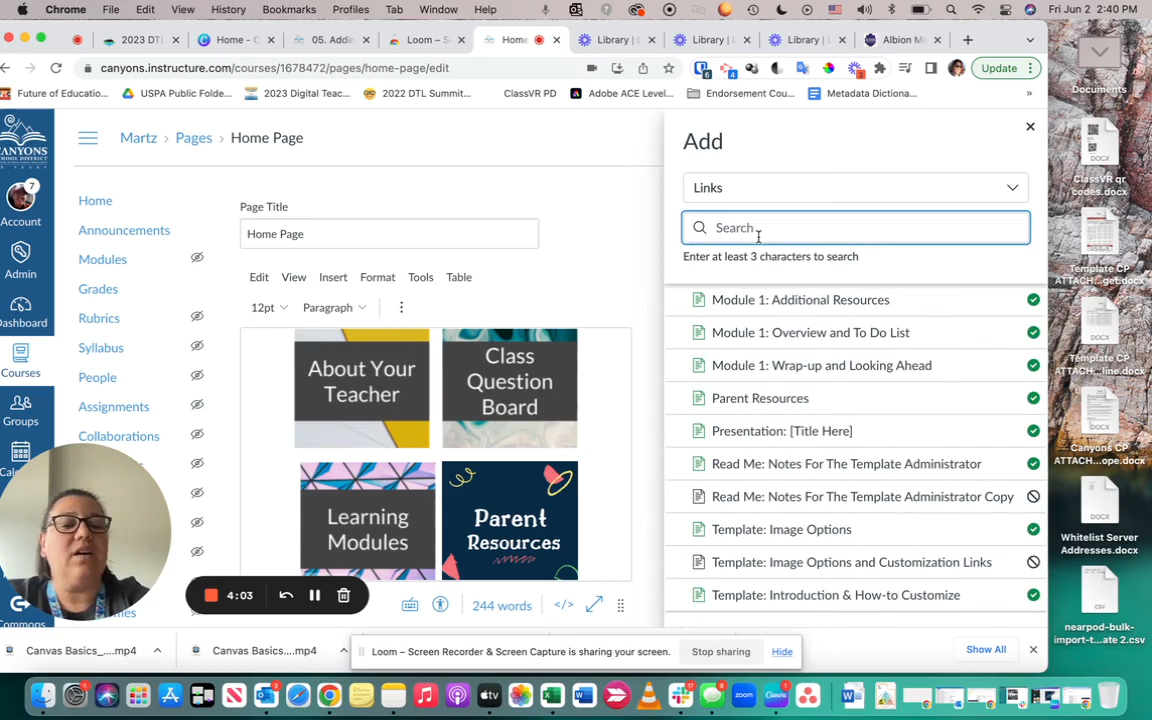 Chrome File Edit View History Bookmarks Profiles Tab Window Help Fri Jun 2 2:40 PM
2023 DTL Home - C 05. Addin Loom – S Home Library | L Library | L Library | L Albion Mi
canyons.instructure.com/courses/1678472/pages/home-page/edit
Update
Future of Educatio... USPA Public Folde... 2023 Digital Teac... 2022 DTL Summit... ClassVR PD Adobe ACE Level... Endorsement Cou... Metadata Dictiona...
CANYONS
SCHOOL DISTRICT
7
Account
Admin
Dashboard
Courses
Groups
Commons
Martz > Pages > Home Page
Home
Announcements
Modules
Grades
Rubrics
Syllabus
People
Assignments
Collaborations
Page Title
Home Page
Edit View Insert Format Tools Table
12pt Paragraph
About Your
Teacher
Class
Question
Board
Learning
Modules
Parent
Resources
4:03
244 words
</>
Add
Links
Search
Enter at least 3 characters to search
Module 1: Additional Resources
Module 1: Overview and To Do List
Module 1: Wrap-up and Looking Ahead
Parent Resources
Presentation: [Title Here]
Read Me: Notes For The Template Administrator
Read Me: Notes For The Template Administrator Copy
Template: Image Options
Template: Image Options and Customization Links
Template: Introduction & How-to Customize
Documents
ClassVR qr
codes.docx
Template CP
ATTACH...get.docx
Template CP
ATTACH...line.docx
Canyons CP
ATTACH...ope.docx
Whitelist Server
Addresses.docx
nearpod-bulk-
import-t...ate 2.csv
Canvas Basics_....mp4 Canvas Basics....mp4
Loom – Screen Recorder & Screen Capture is sharing your screen. Stop sharing Hide
Show All
zoom